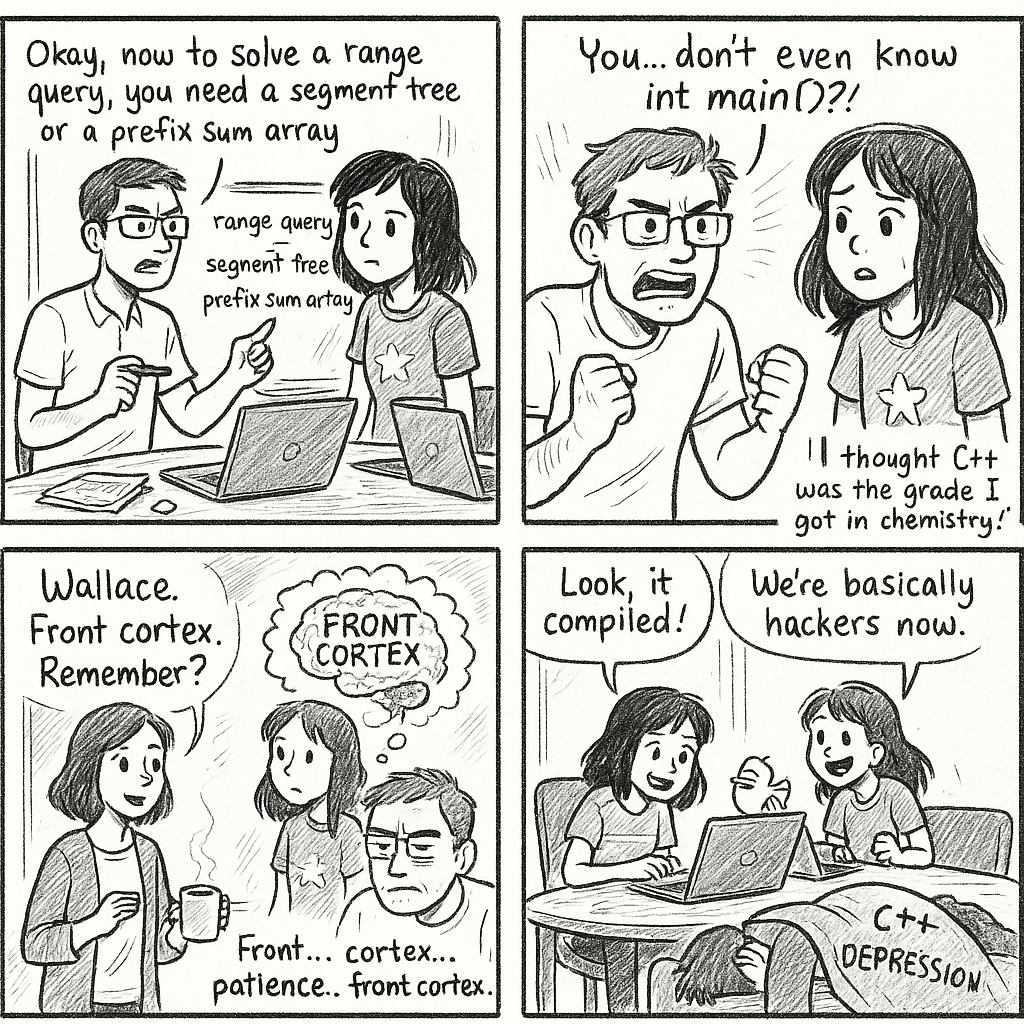 Okay, now to solve a range
query, you need a segment tree
or a prefix sum array
range query
segnent free
prefix sum artay
You... don't even know
int main()?!
"I thought C++
was the grade I
got in chemistry!"
Wallace.
Front cortex.
Remember?
FRONT
CORTEX
Front... cortex...
patience.. front cortex.
Look, it
compiled!
We're basically
hackers now.
C++
DEPRESSION